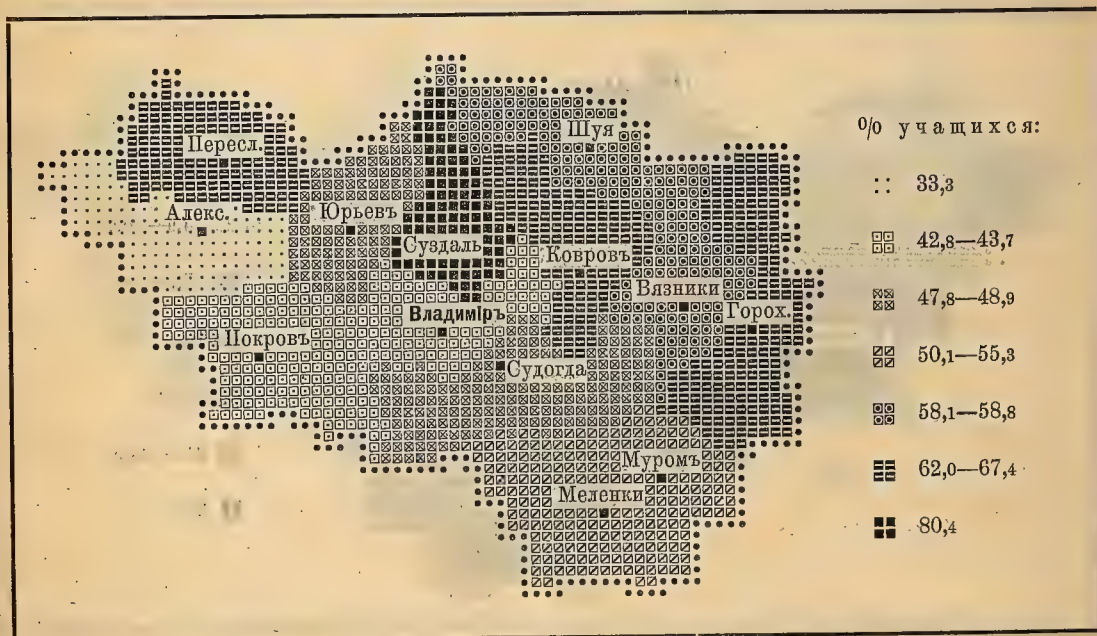 Шуя
% учащихся:
Пересл.
33,3
Алекс.
Юрьевъ
Суздаль
42,8—43,7
Ковровъ
47,8—48,9
Вязники
Владимiръ
Горох.
Покровъ
50,1—55,3
Судогда
58,1—58,8
Муромъ
62,0—67,4
Меленки
80,4